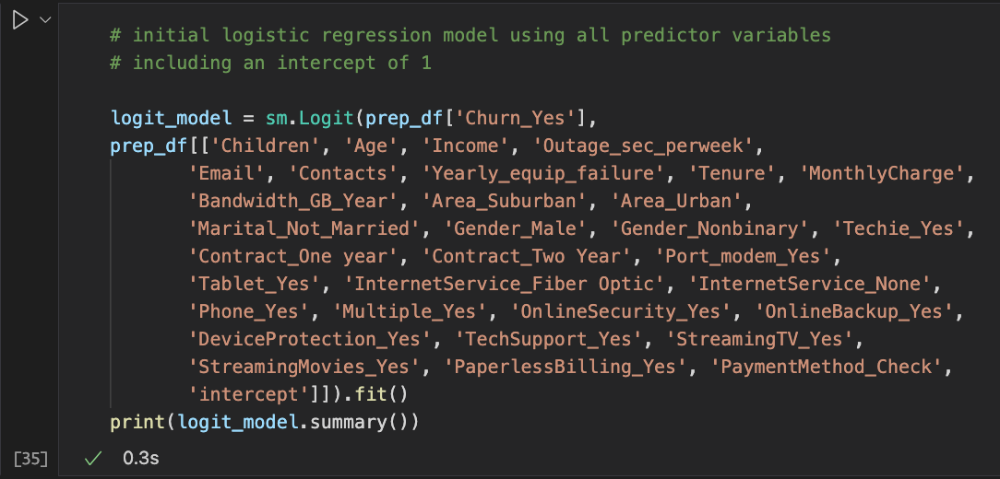 # initial logistic regression model using all predictor variables
# including an intercept of 1
logit_model = sm.Logit(prep_df['Churn_Yes'],
prep_df[['Children', 'Age', 'Income', 'Outage_sec_perweek',
'Email', 'Contacts', 'Yearly_equip_failure', 'Tenure', 'MonthlyCharge',
'Bandwidth_GB_Year', 'Area_Suburban', 'Area_Urban',
'Marital_Not_Married', 'Gender_Male', 'Gender_Nonbinary', 'Techie_Yes',
'Contract_One year', 'Contract_Two Year', 'Port_modem_Yes',
'Tablet_Yes', 'InternetService_Fiber Optic', 'InternetService_None',
'Phone_Yes', 'Multiple_Yes', 'OnlineSecurity_Yes', 'OnlineBackup_Yes',
'DeviceProtection_Yes', 'TechSupport_Yes', 'StreamingTV_Yes',
'StreamingMovies_Yes', 'PaperlessBilling_Yes', 'PaymentMethod_Check',
'intercept']]).fit()
print(logit_model.summary())
[35] 0.3s